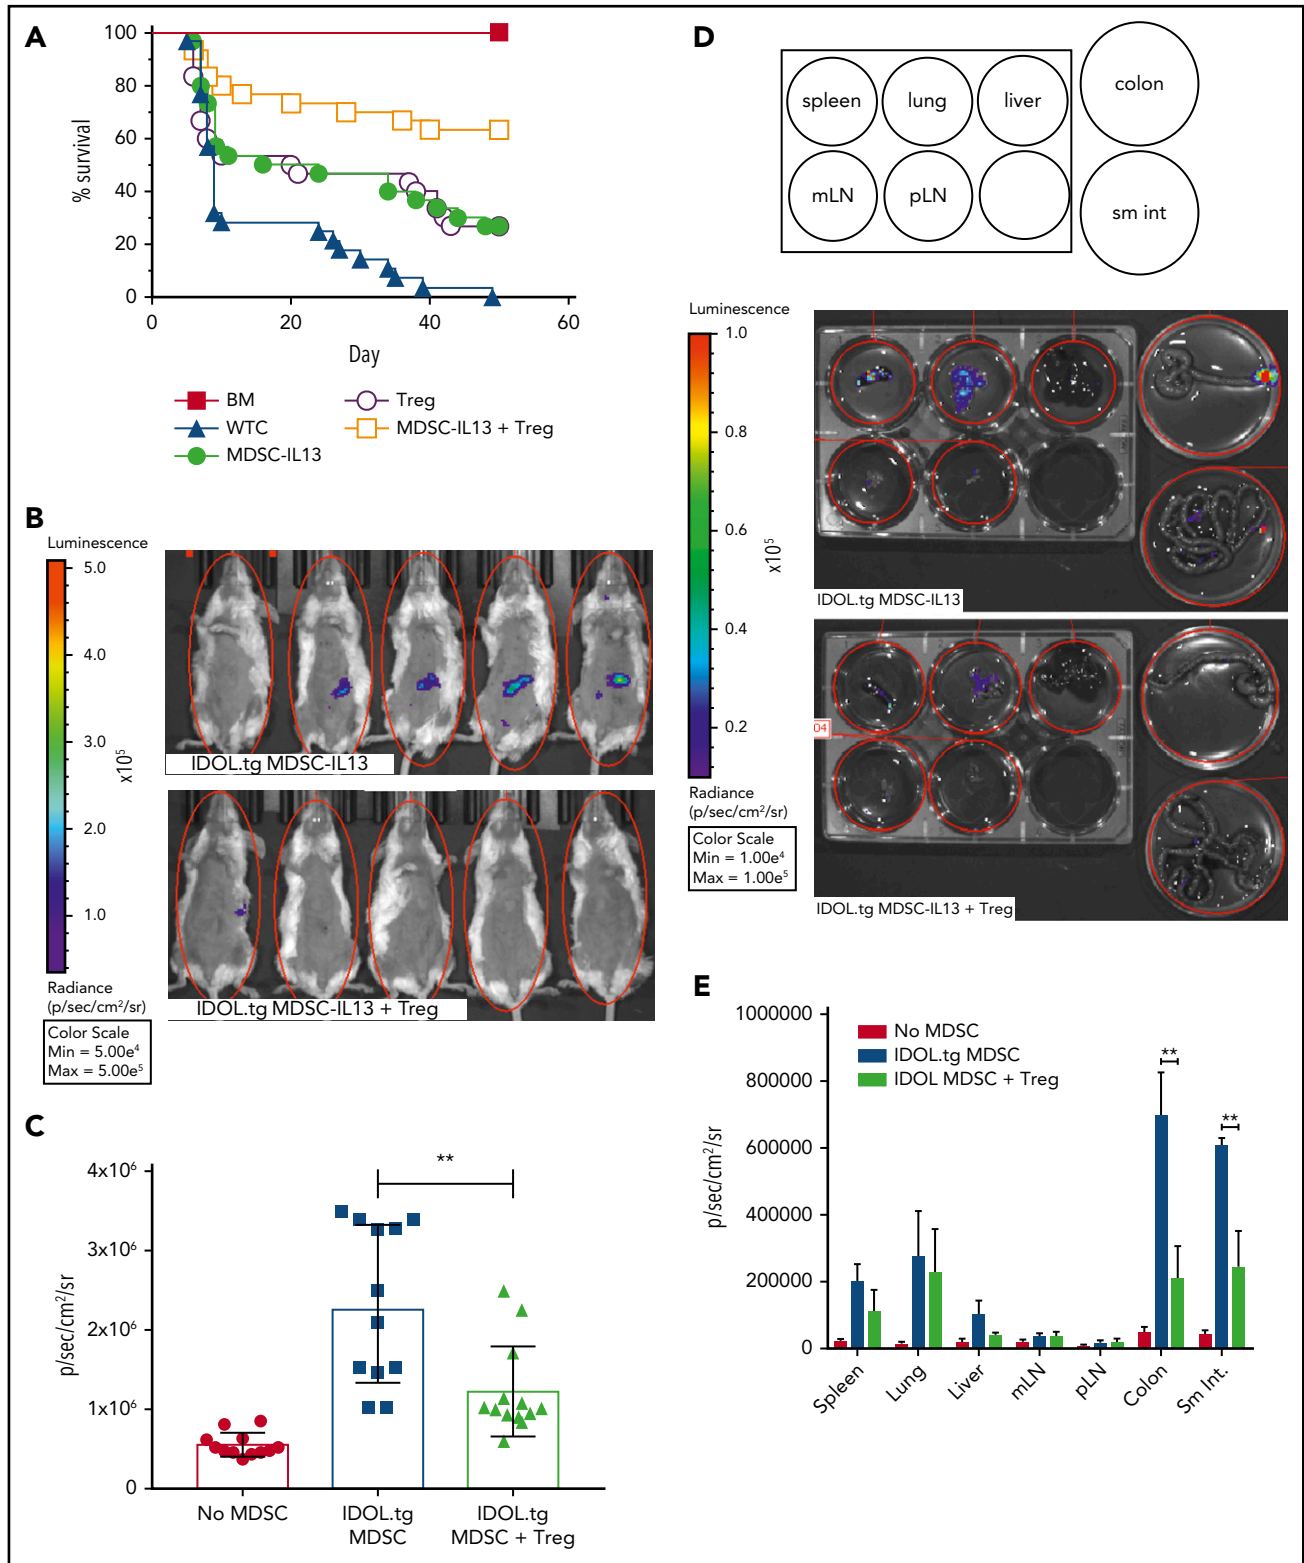 A
100
80
60
40
20
0
% survival
0
20
40
60
Day
BM
WTC
MDSC-IL13
Treg
MDSC-IL13 + Treg
B
Luminescence
5.0
4.0
3.0
2.0
1.0
x10⁵
Radiance
(p/sec/cm²/sr)
Color Scale
Min = 5.00e⁴
Max = 5.00e⁵
IDOL.tg MDSC-IL13
IDOL.tg MDSC-IL13 + Treg
C
4x10⁶
3x10⁶
2x10⁶
1x10⁶
0
p/sec/cm²/sr
**
No MDSC
IDOL.tg
MDSC
IDOL.tg
MDSC + Treg
D
spleen
lung
liver
mLN
pLN
colon
sm int
Luminescence
1.0
0.8
0.6
0.4
0.2
x10⁵
Radiance
(p/sec/cm²/sr)
Color Scale
Min = 1.00e⁴
Max = 1.00e⁵
IDOL.tg MDSC-IL13
04
IDOL.tg MDSC-IL13 + Treg
E
1000000
800000
600000
400000
200000
0
p/sec/cm²/sr
No MDSC
IDOL.tg MDSC
IDOL MDSC + Treg
**
**
Spleen
Lung
Liver
mLN
pLN
Colon
Sm Int.